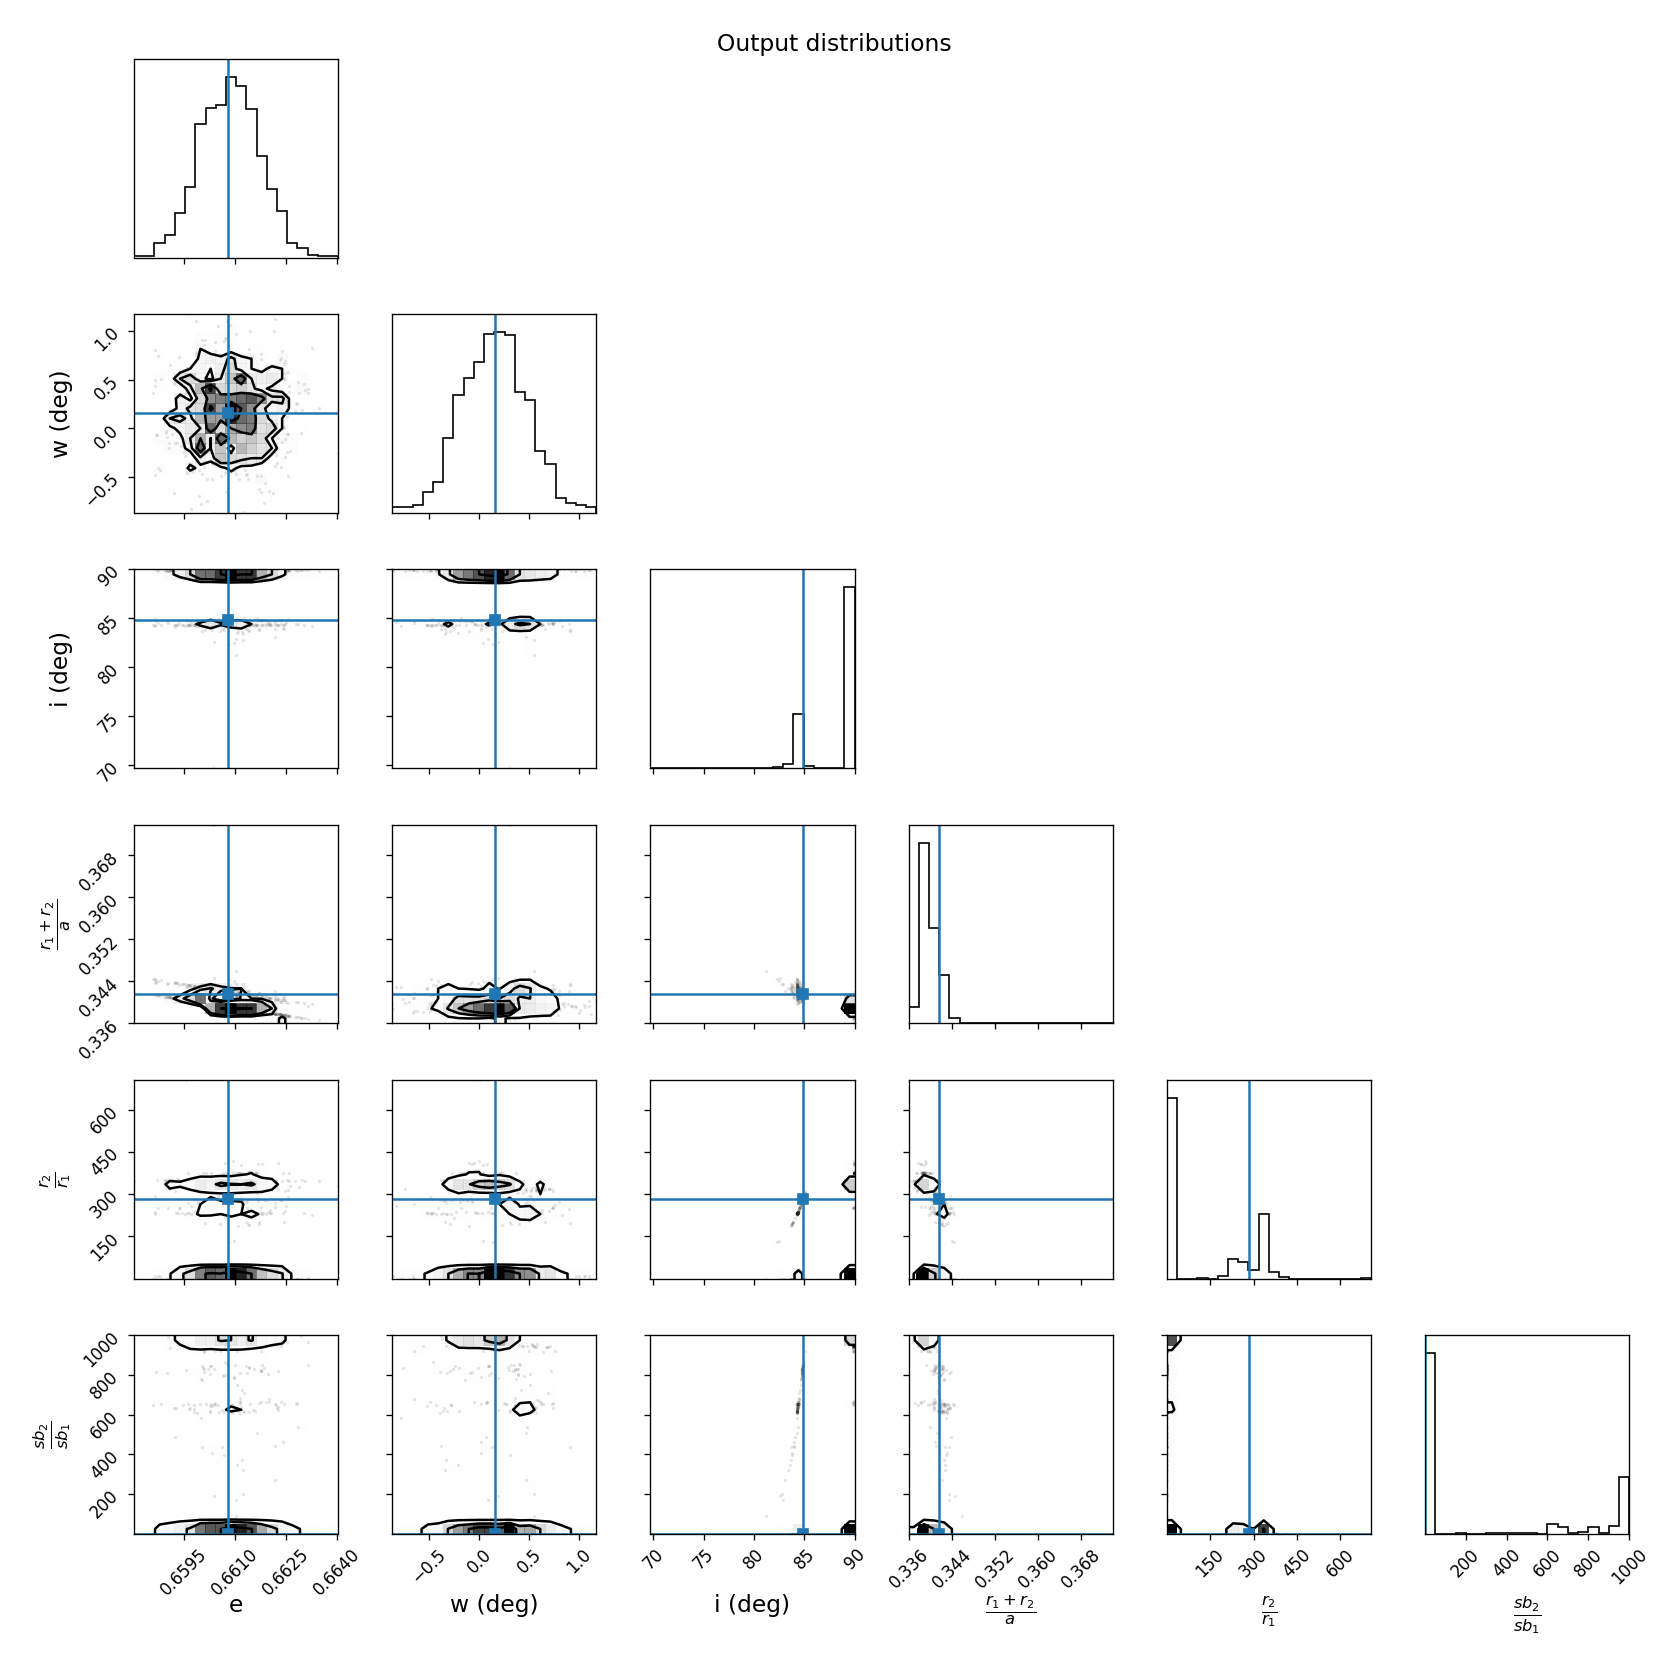 Output distributions
w (deg)
1.0
0.5
0.0
−0.5
i (deg)
90
85
80
75
70
r1 + r2
a
0.368
0.360
0.352
0.344
0.336
r2
r1
600
450
300
150
sb2
sb1
1000
800
600
400
200
0.6595 0.6610 0.6625 0.6640 −0.5 0.0 0.5 1.0 70 75 80 85 90 0.336 0.344 0.352 0.360 0.368 150 300 450 600 200 400 600 800 1000
e w (deg) i (deg) r1 + r2 r2 sb2
a r1 sb1